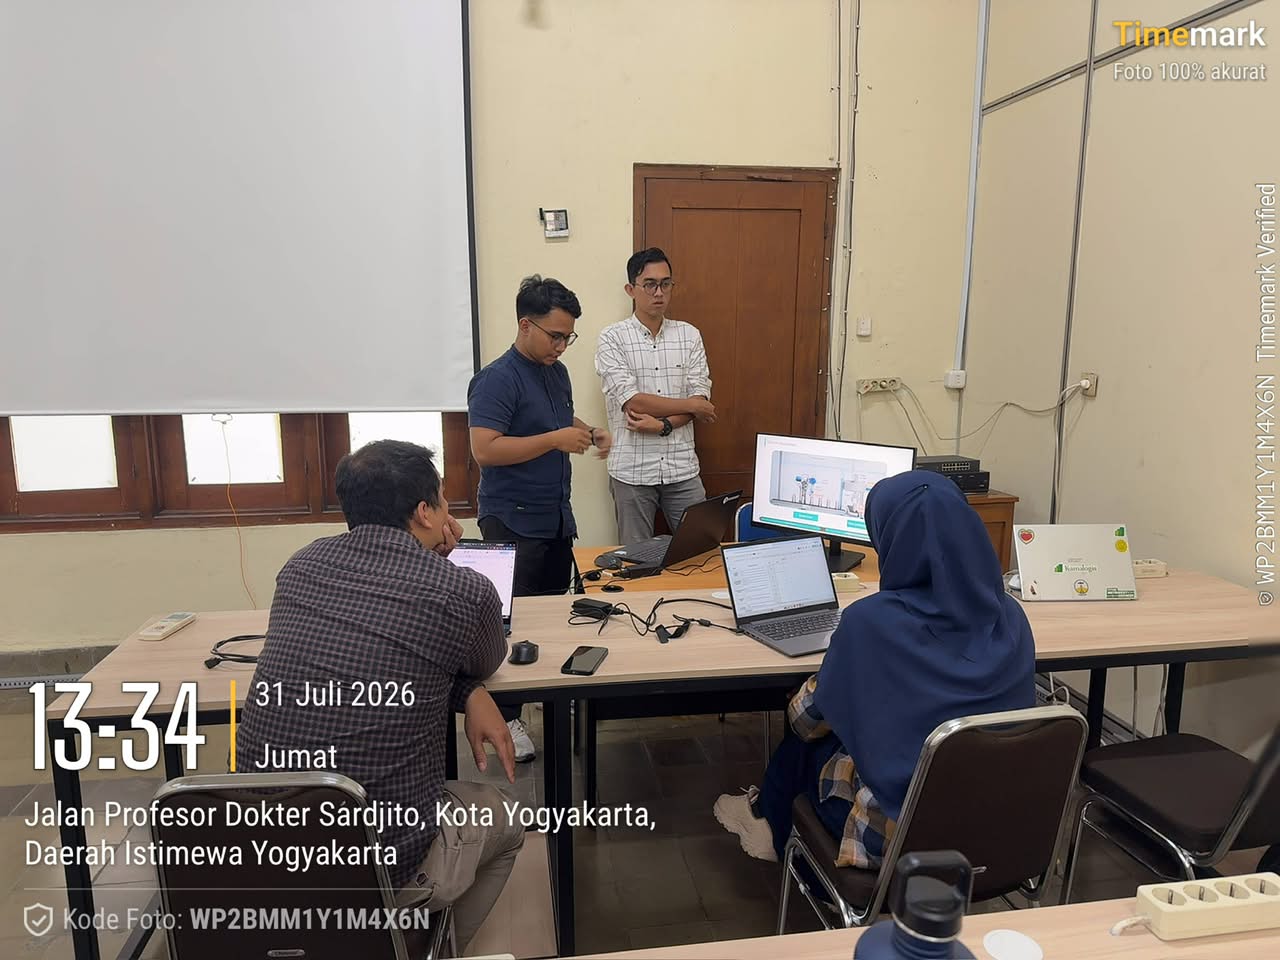 Timemark
Foto 100% akurat
© WP2BMM1Y1M4X6N Timemark Verified
Kamalogis
13:34
31 Juli 2026
Jumat
Jalan Profesor Dokter Sardjito, Kota Yogyakarta,
Daerah Istimewa Yogyakarta
Kode Foto: WP2BMM1Y1M4X6N